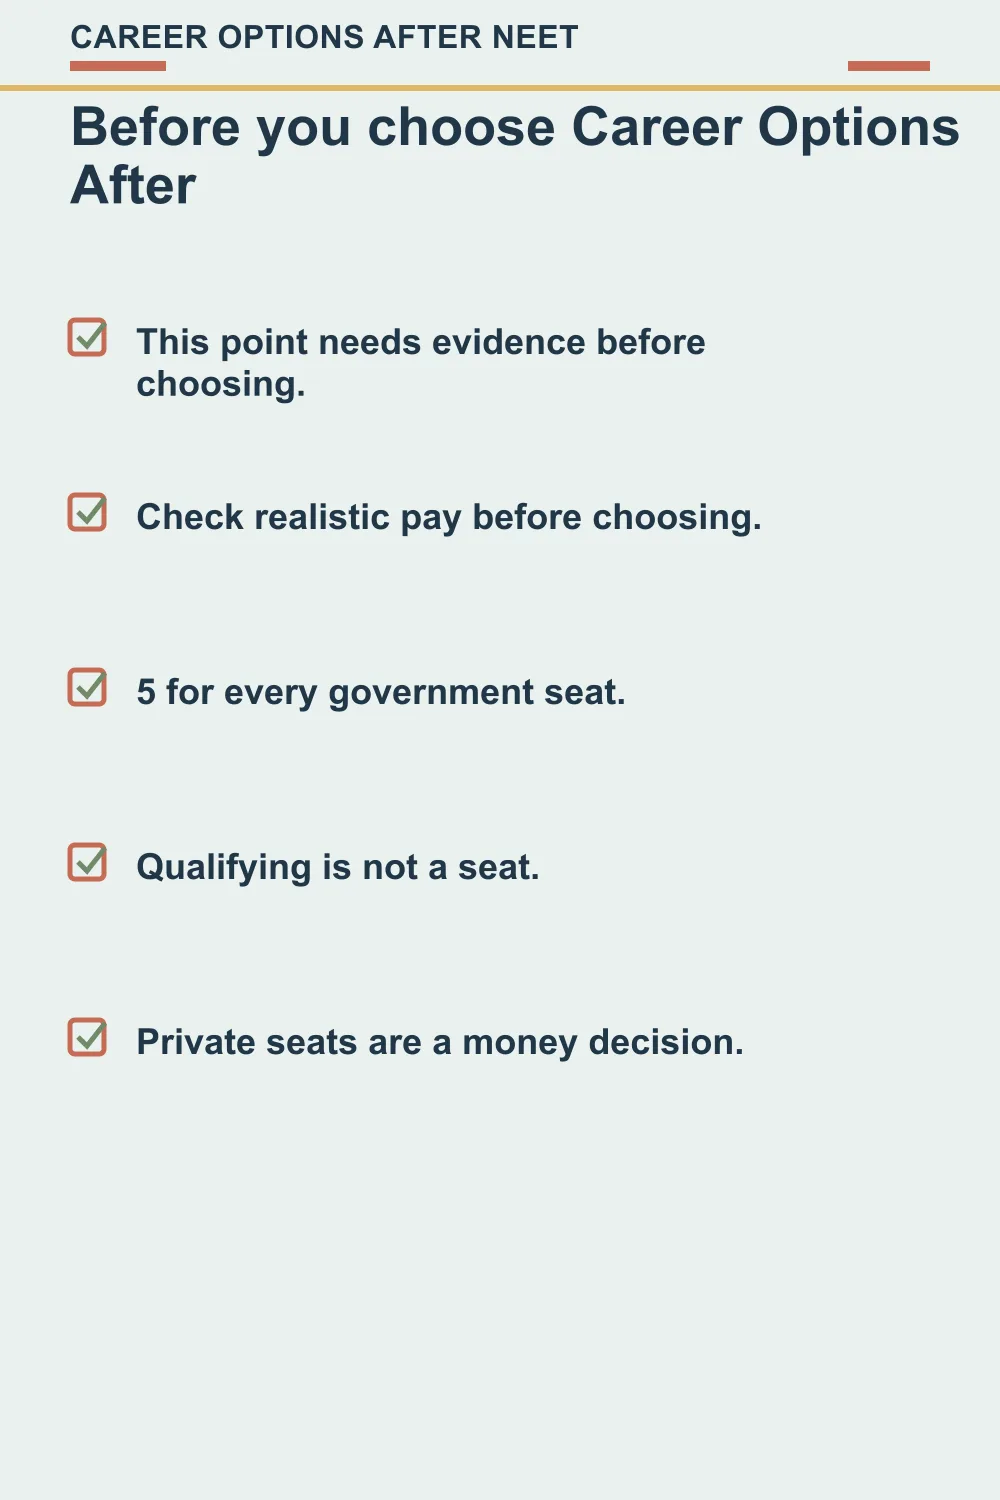 CAREER OPTIONS AFTER NEET
Before you choose Career Options
After
This point needs evidence before
choosing.
Check realistic pay before choosing.
5 for every government seat.
Qualifying is not a seat.
Private seats are a money decision.